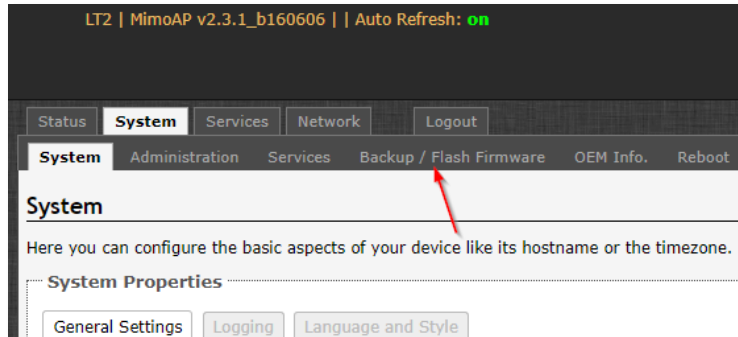 LT2 | MimoAP v2.3.1_b160606 | | Auto Refresh: on
Status System Services Network Logout
System Administration Services Backup / Flash Firmware OEM Info. Reboot
System
Here you can configure the basic aspects of your device like its hostname or the timezone.
System Properties
General Settings Logging Language and Style